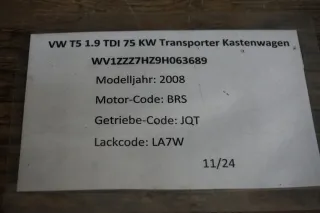 VW T5 1.9 TDI 75 KW Transporter Kastenwagen
WV1ZZZ7HZ9H063689
Modelljahr: 2008
Motor-Code: BRS
Getriebe-Code: JQT
Lackcode: LA7W
11/24